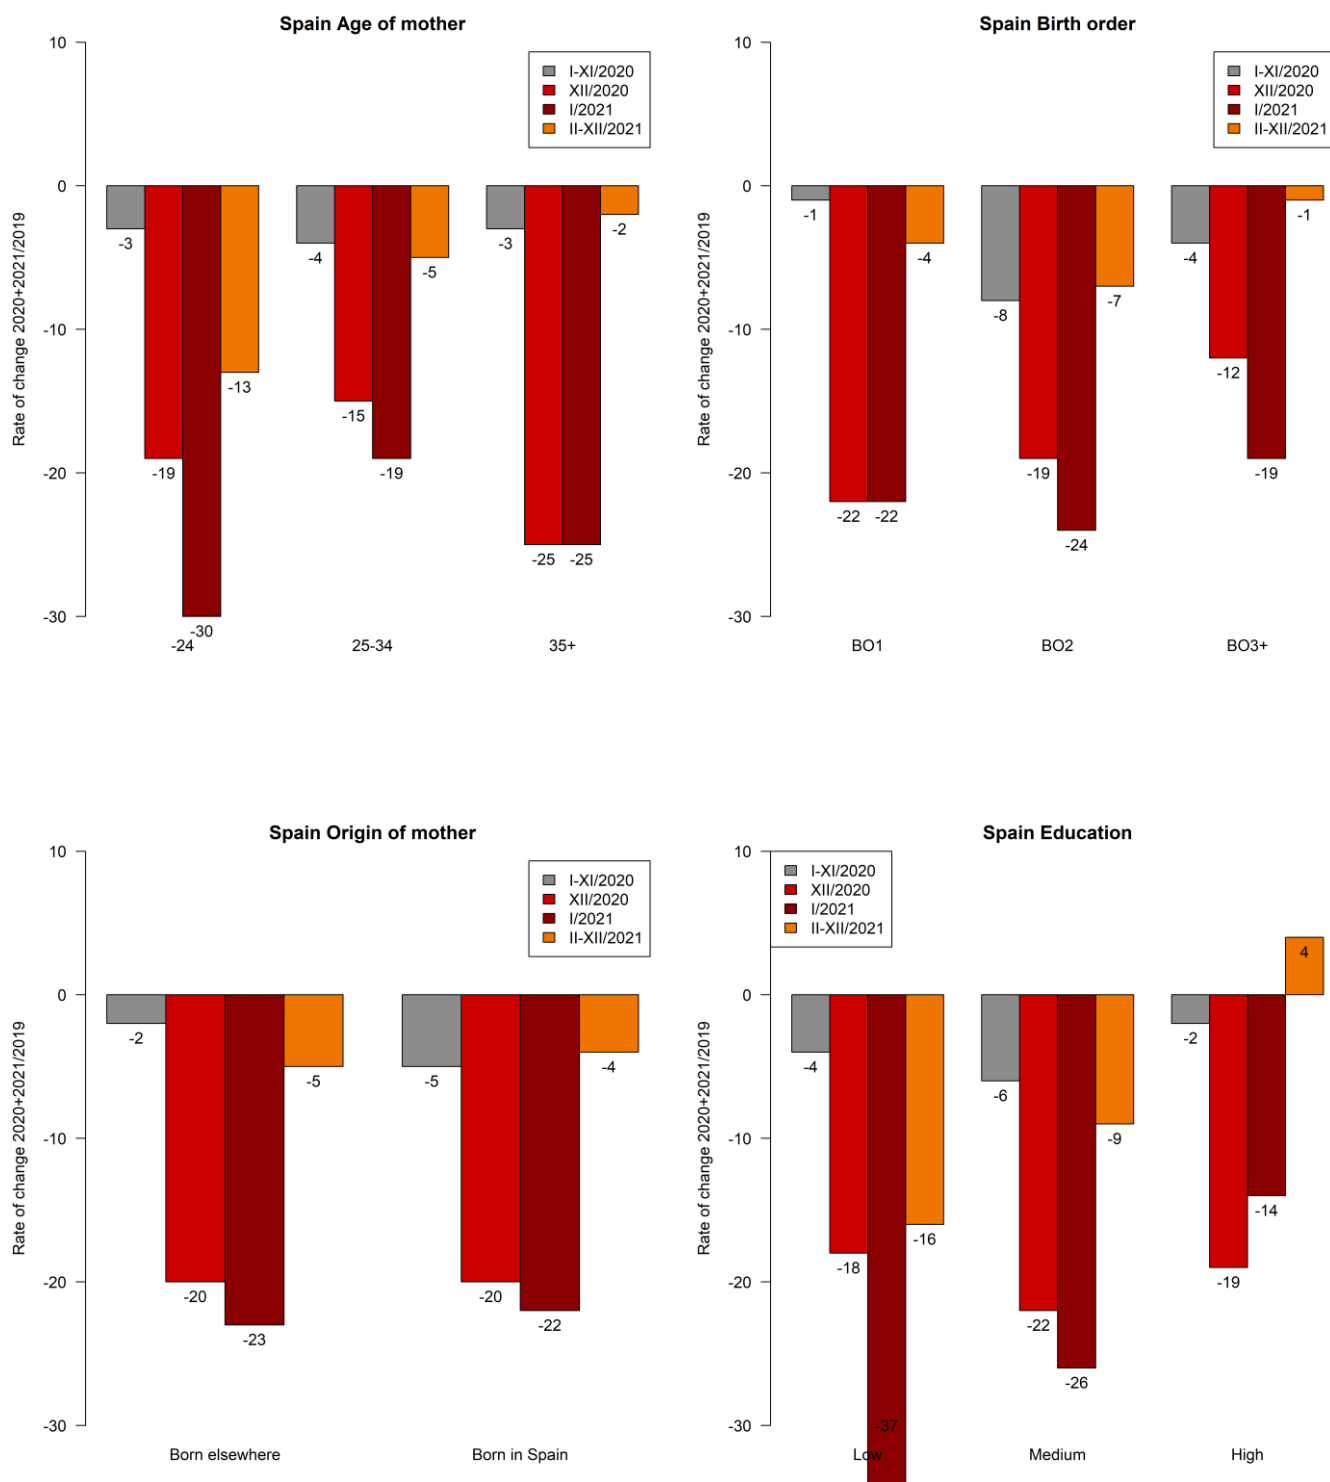 Spain Age of mother
10
0
-10
-20
-30
Rate of change 2020+2021/2019
I-XI/2020
XII/2020
I/2021
II-XII/2021
-3
-19
-30
-13
-4
-15
-19
-5
-3
-25
-25
-2
-24
25-34
35+
Spain Birth order
10
0
-10
-20
-30
Rate of change 2020+2021/2019
I-XI/2020
XII/2020
I/2021
II-XII/2021
-1
-22
-22
-4
-8
-19
-24
-7
-4
-12
-19
-1
BO1
BO2
BO3+
Spain Origin of mother
10
0
-10
-20
-30
Rate of change 2020+2021/2019
I-XI/2020
XII/2020
I/2021
II-XII/2021
-2
-20
-23
-5
-5
-20
-22
-4
Born elsewhere
Born in Spain
Spain Education
10
0
-10
-20
-30
Rate of change 2020+2021/2019
I-XI/2020
XII/2020
I/2021
II-XII/2021
-4
-18
-37
-16
-6
-22
-26
-9
-2
-19
-14
4
Low
Medium
High